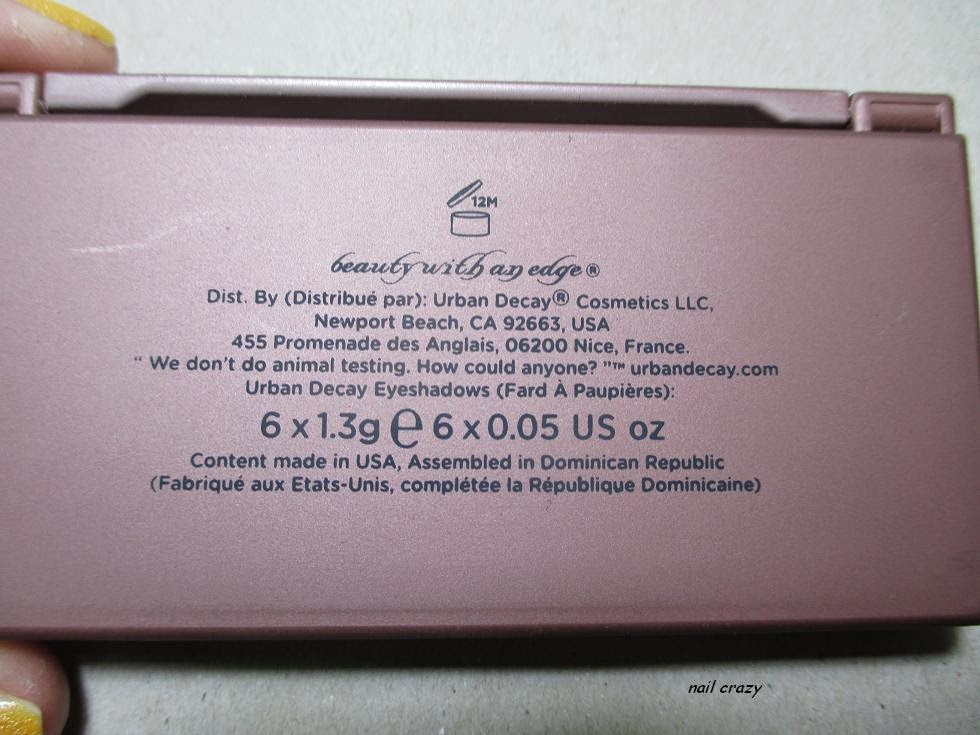 12M
beauty with an edge®
Dist. By (Distribué par): Urban Decay® Cosmetics LLC,
Newport Beach, CA 92663, USA
455 Promenade des Anglais, 06200 Nice, France.
“ We don’t do animal testing. How could anyone? ”™ urbandecay.com
Urban Decay Eyeshadows (Fard À Paupières):
6 x 1.3g ℮ 6 x 0.05 US oz
Content made in USA, Assembled in Dominican Republic
(Fabriqué aux Etats-Unis, complétée la République Dominicaine)
nail crazy